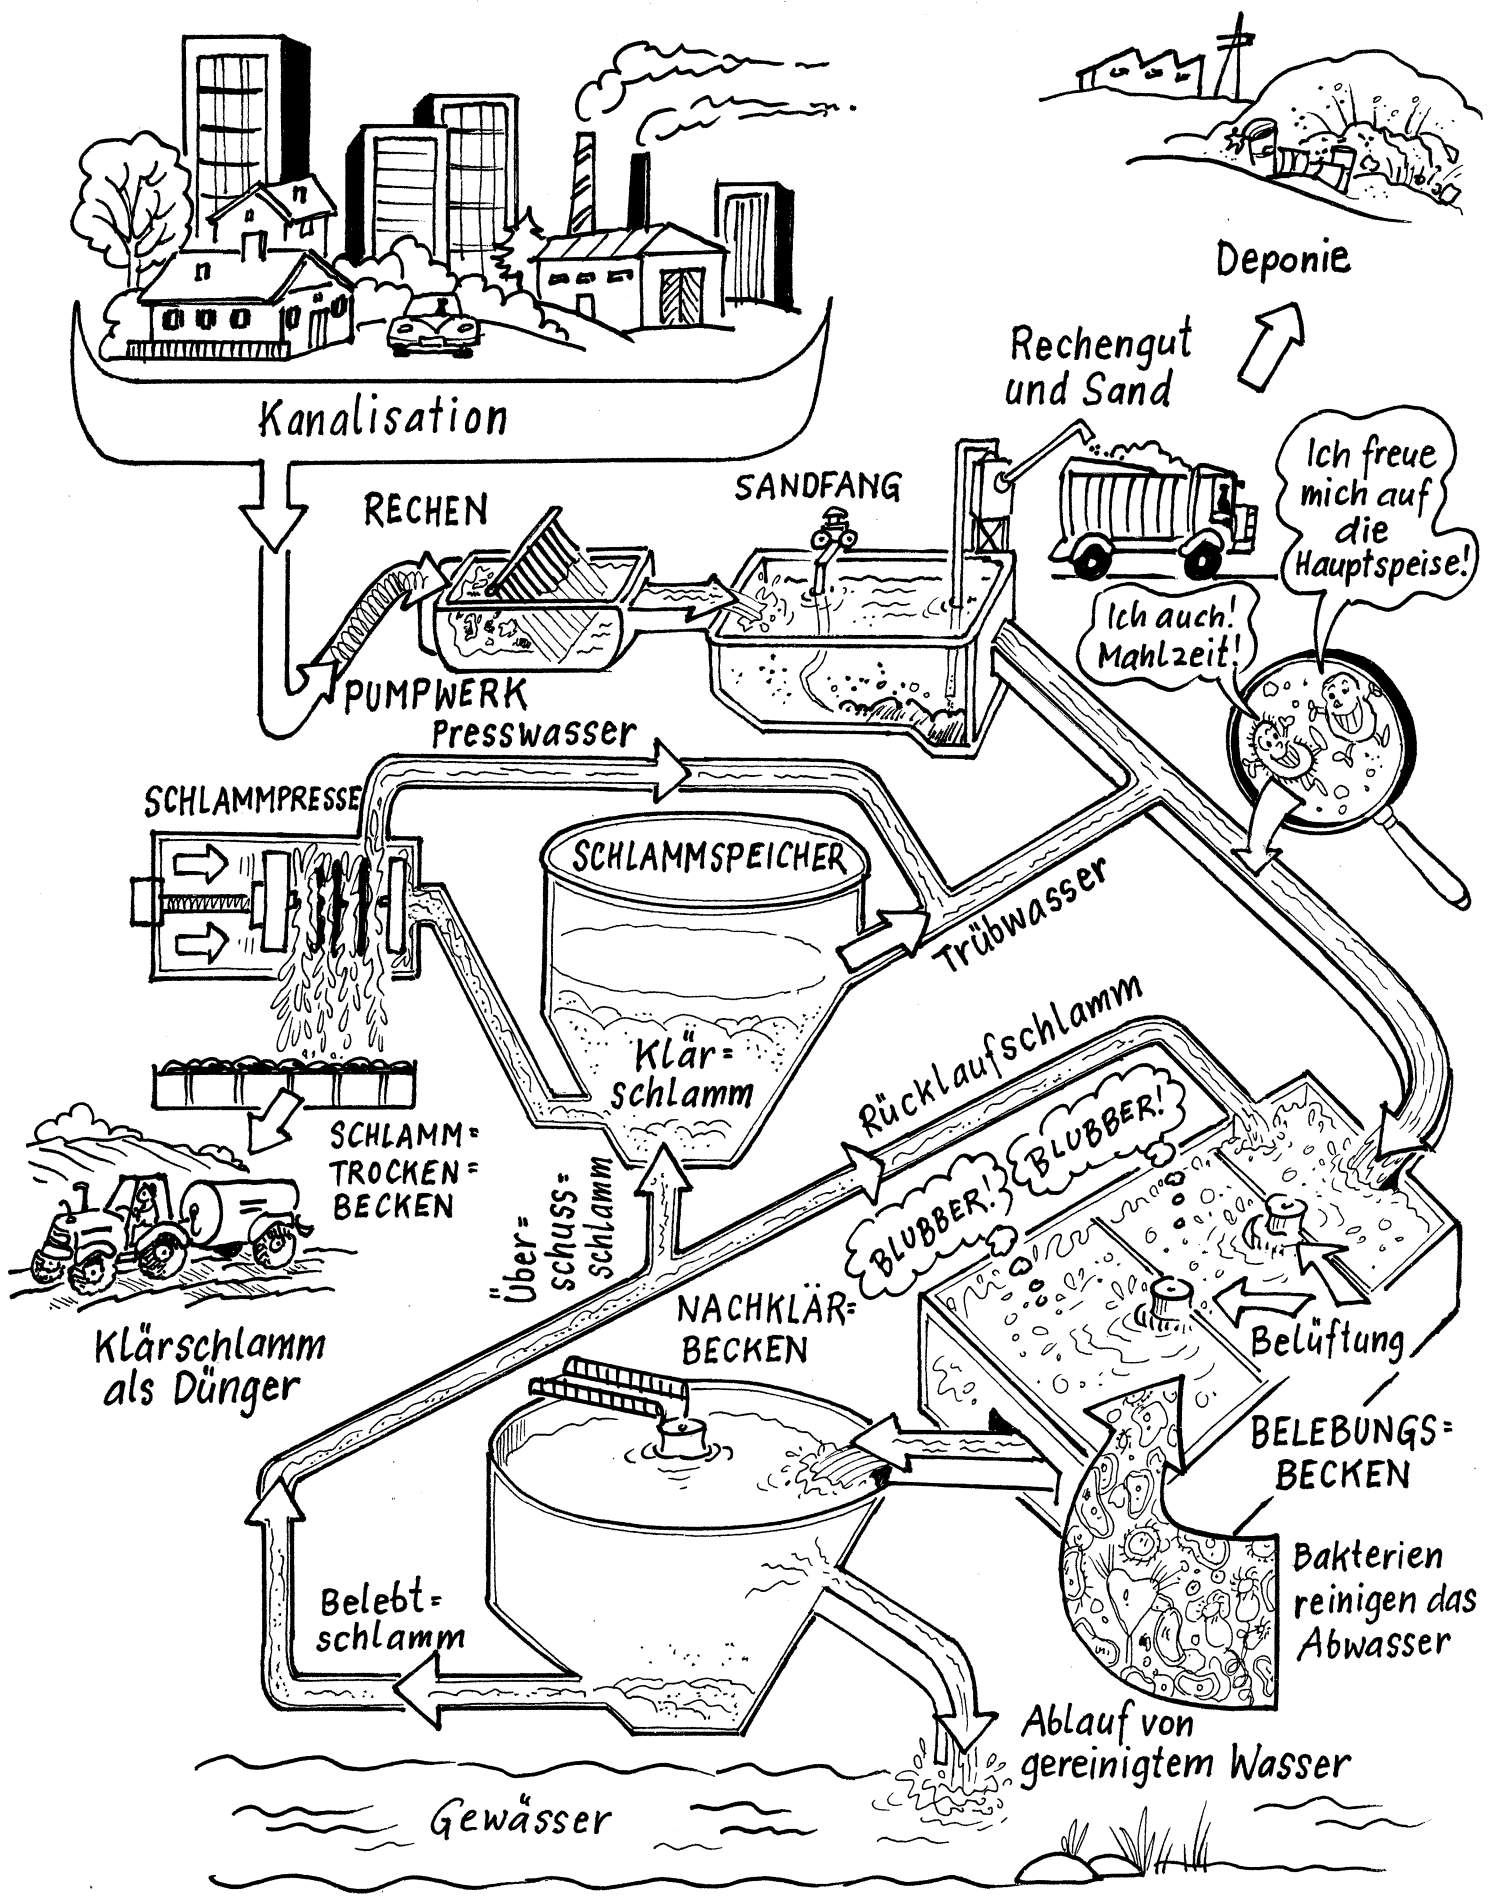 Deponie
Rechengut
und Sand
Kanalisation
Ich freue
mich auf
die
Hauptspeise!
SANDFANG
RECHEN
Ich auch!
Mahlzeit!
PUMPWERK
Presswasser
SCHLAMMPRESSE
SCHLAMMSPEICHER
Trübwasser
Klär=
schlamm
Rücklaufschlamm
BLUBBER!
BLUBBER!
SCHLAMM=
TROCKEN=
BECKEN
Über=
schuss=
schlamm
Klärschlamm
als Dünger
NACHKLÄR=
BECKEN
Belüftung
BELEBUNGS=
BECKEN
Bakterien
reinigen das
Abwasser
Belebt=
schlamm
Ablauf von
gereinigtem Wasser
Gewässer